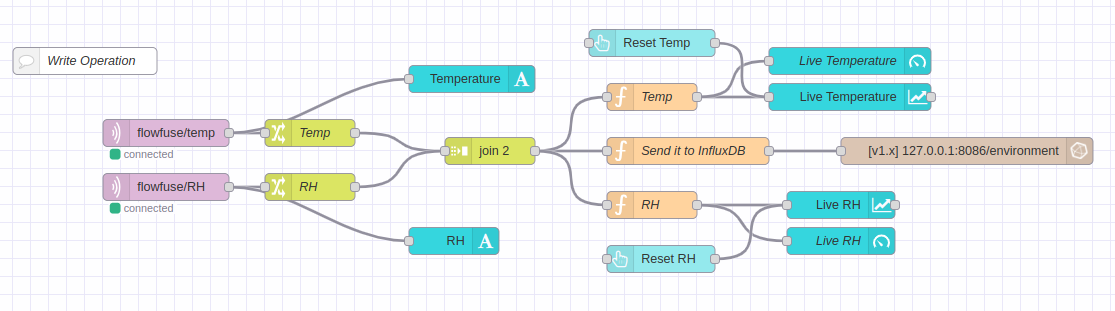 Reset Temp
Write Operation
Live Temperature
Temperature A
Temp
Live Temperature
flowfuse/temp
Temp
connected
join 2
Send it to InfluxDB
[v1.x] 127.0.0.1:8086/environment
flowfuse/RH
RH
connected
RH
Live RH
RH A
Live RH
Reset RH